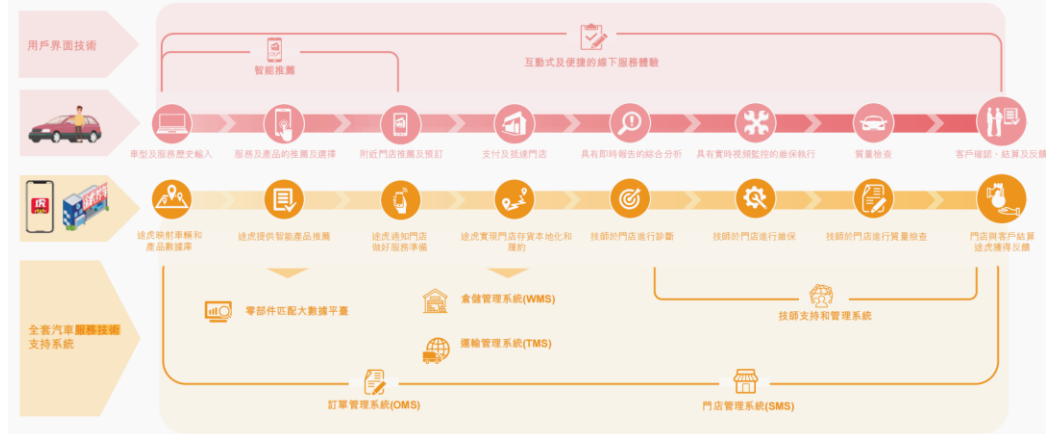 用戶界面技術
智能推薦
互動式及便捷的線下服務體驗
車型及服務歷史輸入
服務及產品的推薦及選擇
附近門店推薦及預訂
支付及抵達門店
具有即時報告的綜合分析
具有實時視頻監控的維保執行
質量檢查
客戶確認、結算及反饋
途虎映射車輛和
產品數據庫
途虎提供智能產品推薦
途虎通知門店
做好服務準備
途虎實現門店存貨本地化和
履約
技師於門店進行診斷
技師於門店進行維保
技師於門店進行質量檢查
門店與客戶結算
途虎獲得反饋
全套汽車服務技術
支持系統
零部件匹配大數據平臺
倉儲管理系統(WMS)
運輸管理系統(TMS)
技師支持和管理系統
訂單管理系統(OMS)
門店管理系統(SMS)